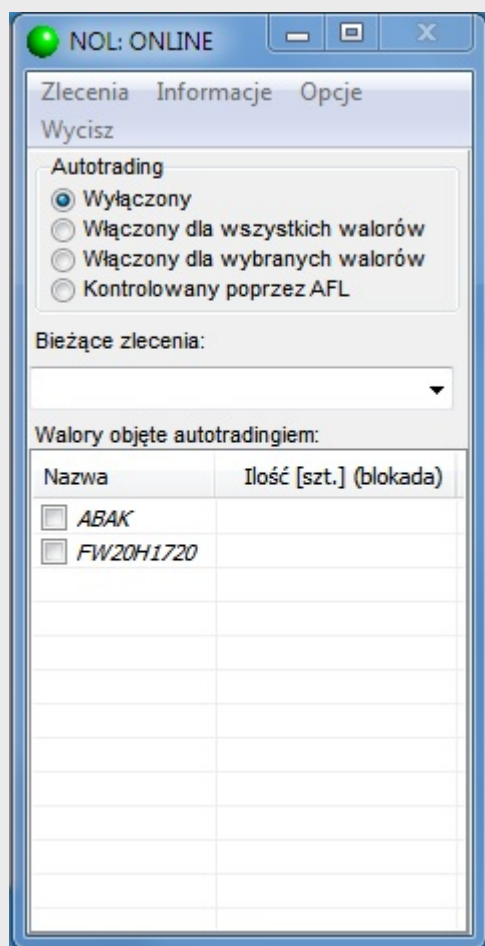 NOL: ONLINE
Zlecenia Informacje Opcje
Wycisz
Autotrading
Wyłączony
Włączony dla wszystkich walorów
Włączony dla wybranych walorów
Kontrolowany poprzez AFL
Bieżące zlecenia:
Walory objęte autotradingiem:
Nazwa Ilość [szt.] (blokada)
ABAK
FW20H1720